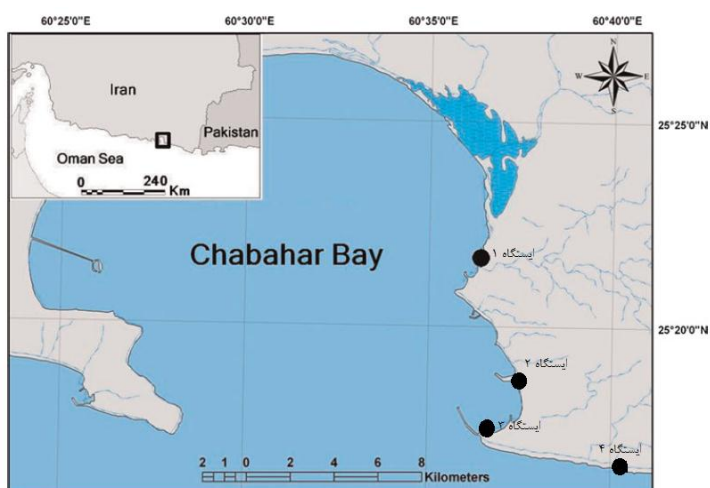 60°25'0"E 60°30'0"E 60°35'0"E 60°40'0"E
N
W E
S
Iran
Pakistan
Oman Sea
0 240
Km
25°25'0"N
Chabahar Bay
ایستگاه ۱
25°20'0"N
ایستگاه ۲
ایستگاه ۳
ایستگاه ۴
2 1 0 2 4 6 8
Kilometers